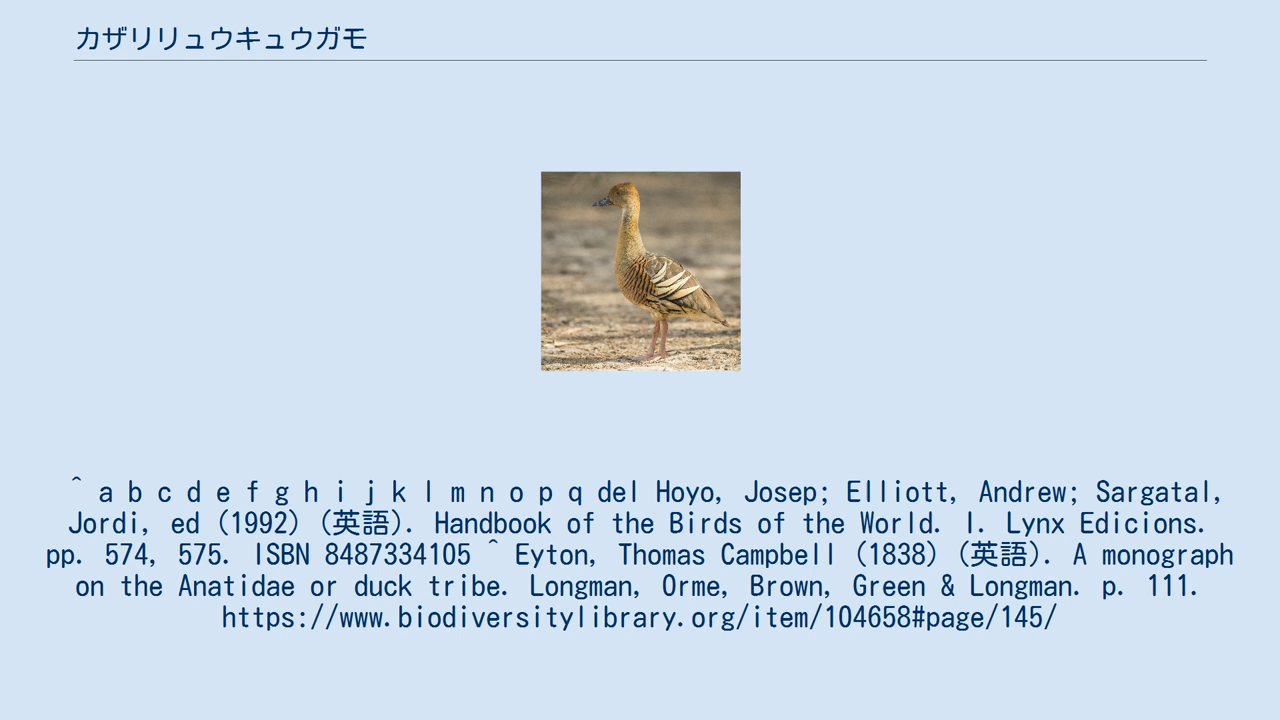 カザリリュウキュウガモ
^ a b c d e f g h i j k l m n o p q del Hoyo, Josep; Elliott, Andrew; Sargatal,
Jordi, ed (1992) (英語). Handbook of the Birds of the World. I. Lynx Edicions.
pp. 574, 575. ISBN 8487334105 ^ Eyton, Thomas Campbell (1838) (英語). A monograph
on the Anatidae or duck tribe. Longman, Orme, Brown, Green & Longman. p. 111.
https://www.biodiversitylibrary.org/item/104658#page/145/